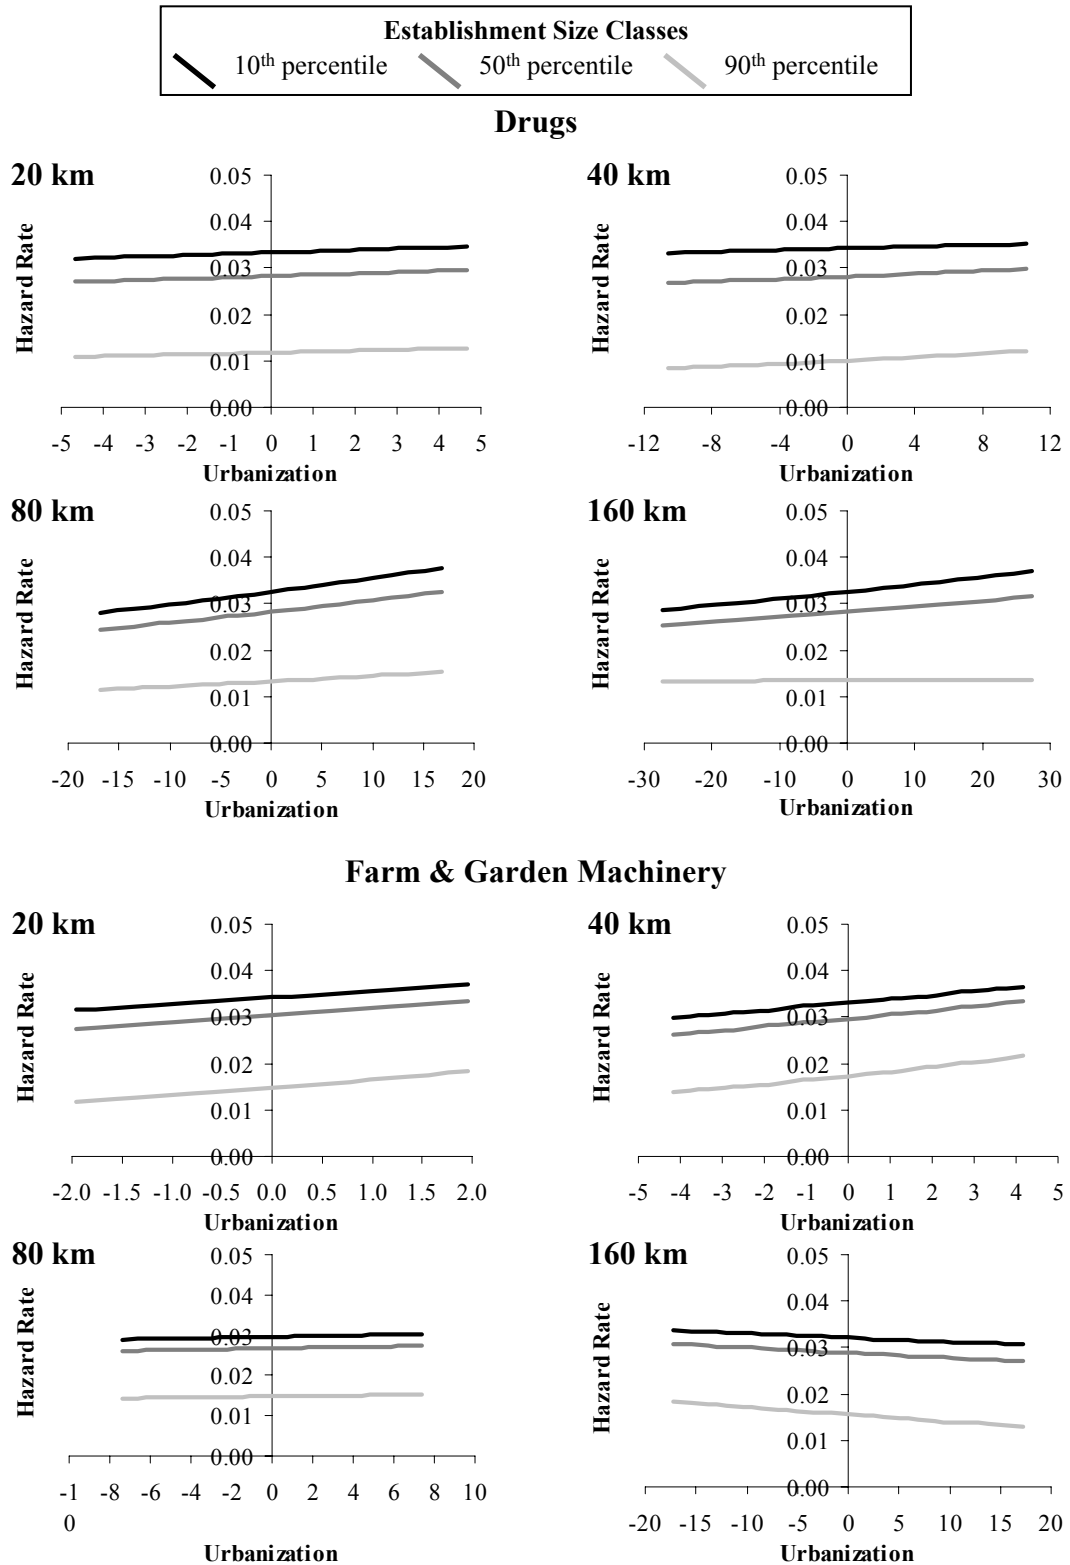 Establishment Size Classes
10th percentile 50th percentile 90th percentile
Drugs
20 km
Hazard Rate
0.05
0.04
0.03
0.02
0.01
0.00
-5 -4 -3 -2 -1 0 1 2 3 4 5
Urbanization
40 km
Hazard Rate
0.05
0.04
0.03
0.02
0.01
0.00
-12 -8 -4 0 4 8 12
Urbanization
80 km
Hazard Rate
0.05
0.04
0.03
0.02
0.01
0.00
-20 -15 -10 -5 0 5 10 15 20
Urbanization
160 km
Hazard Rate
0.05
0.04
0.03
0.02
0.01
0.00
-30 -20 -10 0 10 20 30
Urbanization
Farm & Garden Machinery
20 km
Hazard Rate
0.05
0.04
0.03
0.02
0.01
0.00
-2.0 -1.5 -1.0 -0.5 0.0 0.5 1.0 1.5 2.0
Urbanization
40 km
Hazard Rate
0.05
0.04
0.03
0.02
0.01
0.00
-5 -4 -3 -2 -1 0 1 2 3 4 5
Urbanization
80 km
Hazard Rate
0.05
0.04
0.03
0.02
0.01
0.00
-1 -8 -6 -4 -2 0 2 4 6 8 10
0
Urbanization
160 km
Hazard Rate
0.05
0.04
0.03
0.02
0.01
0.00
-20 -15 -10 -5 0 5 10 15 20
Urbanization